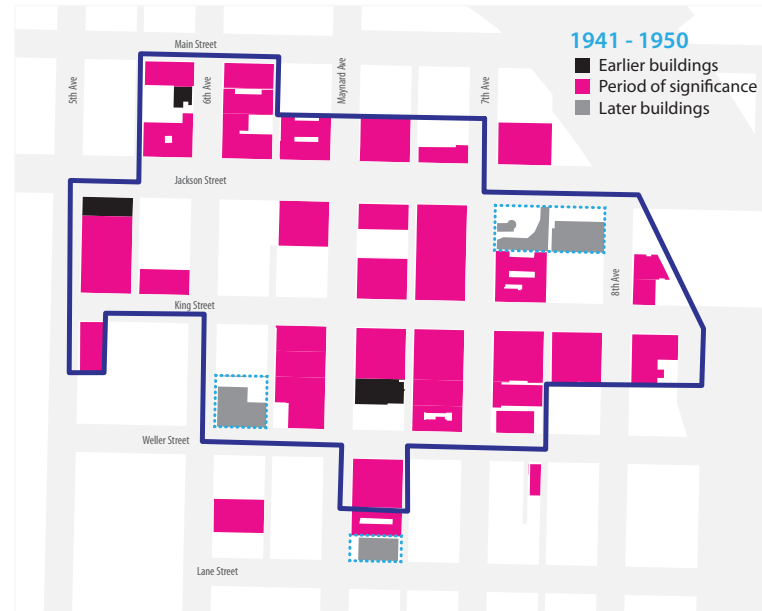 1941 - 1950
Earlier buildings
Period of significance
Later buildings
Main Street
5th Ave
6th Ave
Maynard Ave
7th Ave
Jackson Street
8th Ave
King Street
Weller Street
Lane Street